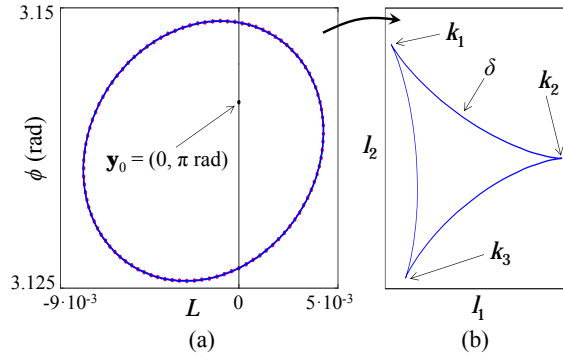 3.15
ϕ (rad)
y₀ = (0, π rad)
3.125
-9·10⁻³
L
0
5·10⁻³
(a)
k₁
δ
k₂
l₂
k₃
l₁
(b)